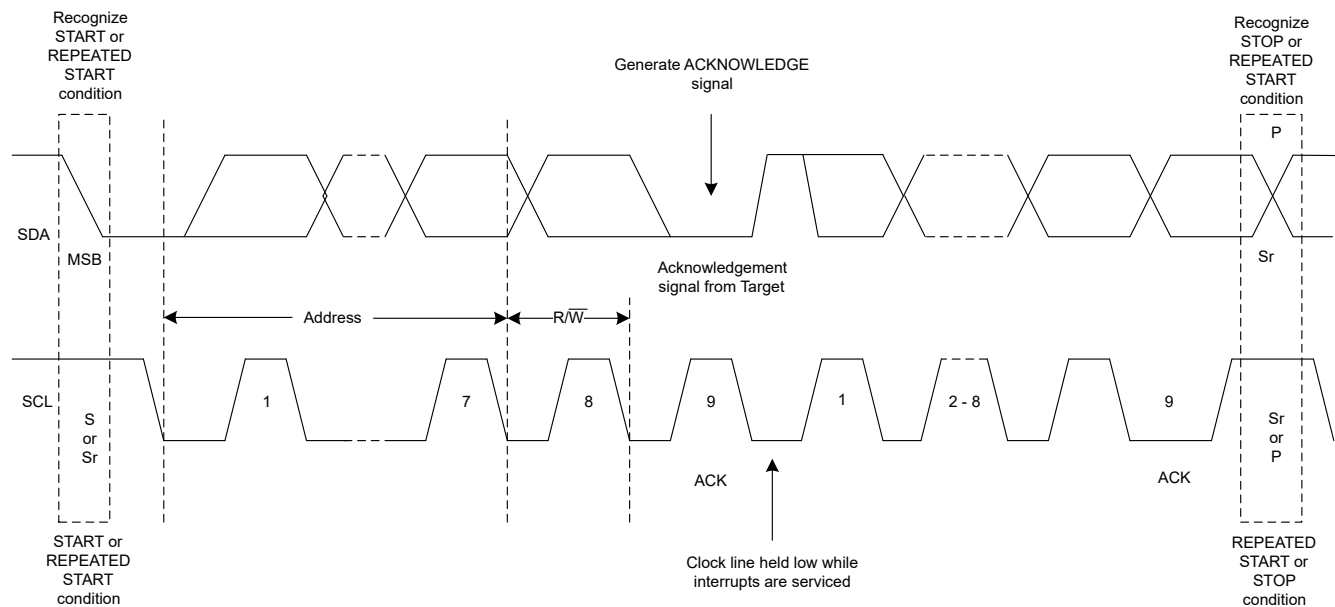 Recognize
START or
REPEATED
START
condition
Generate ACKNOWLEDGE
signal
Recognize
STOP or
REPEATED
START
condition
P
SDA
MSB
Acknowledgement
signal from Target
Sr
Address
R/W̅
SCL
S
or
Sr
1
7
8
9
1
2 - 8
9
Sr
or
P
ACK
ACK
START or
REPEATED
START
condition
Clock line held low while
interrupts are serviced
REPEATED
START or
STOP
condition